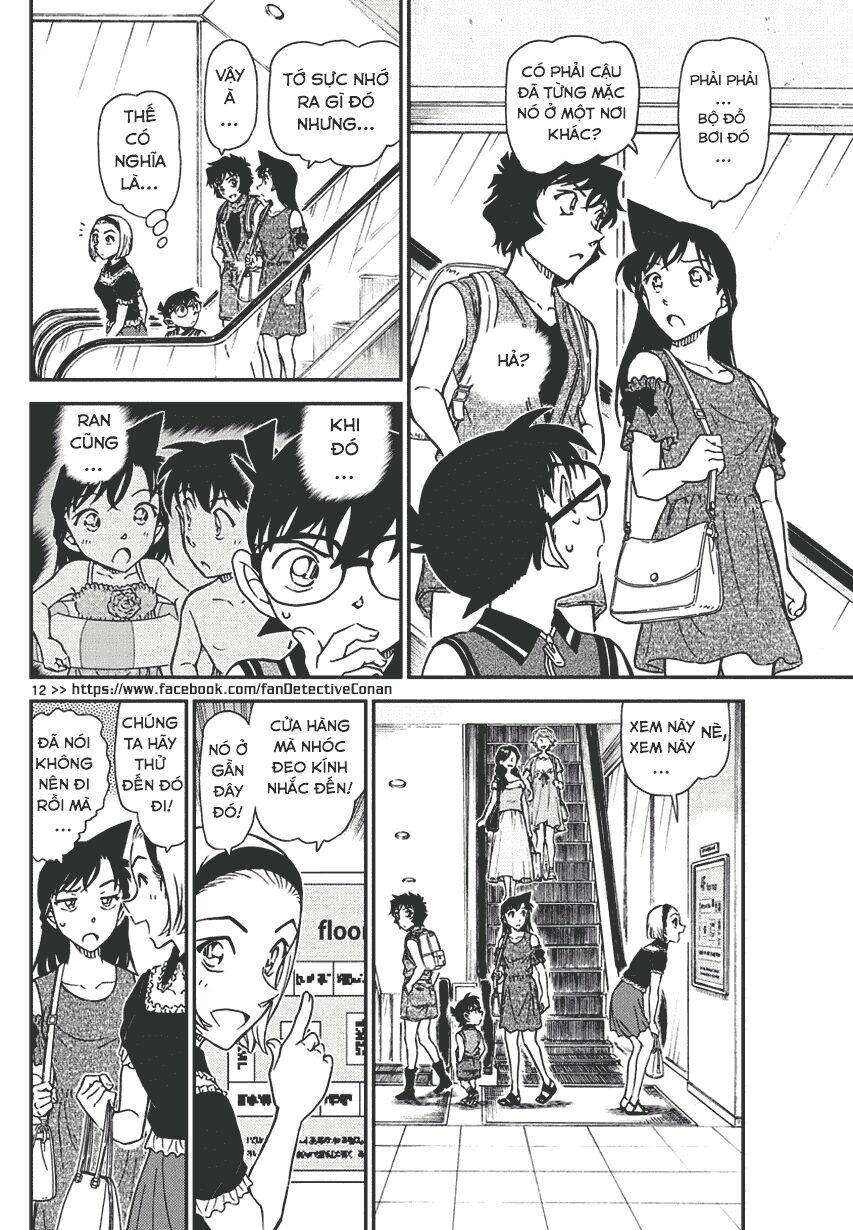 PHẢI PHẢI
...
BỘ ĐỒ
BƠI ĐÓ
...
CÓ PHẢI CẬU
ĐÃ TỪNG MẶC
NÓ Ở MỘT NƠI
KHÁC?
HẢ?
TỚ SỰC NHỚ
RA GÌ ĐÓ
NHƯNG...
VẬY
À
...
THẾ
CÓ
NGHĨA
LÀ...
KHI
ĐÓ
...
RAN
CŨNG
...
12 >> https://www.facebook.com/fanDetectiveConan
NÈ,
XEM NÀY
XEM NÀY
...
CỬA HÀNG
MÀ NHÓC
ĐEO KÍNH
NHẮC ĐẾN!
NÓ Ở
GẦN
ĐÂY
ĐÓ!
floor
CHÚNG
TA HÃY
THỬ
ĐẾN ĐÓ
ĐI!
ĐÃ NÓI
KHÔNG
NÊN ĐI
RỒI MÀ
...